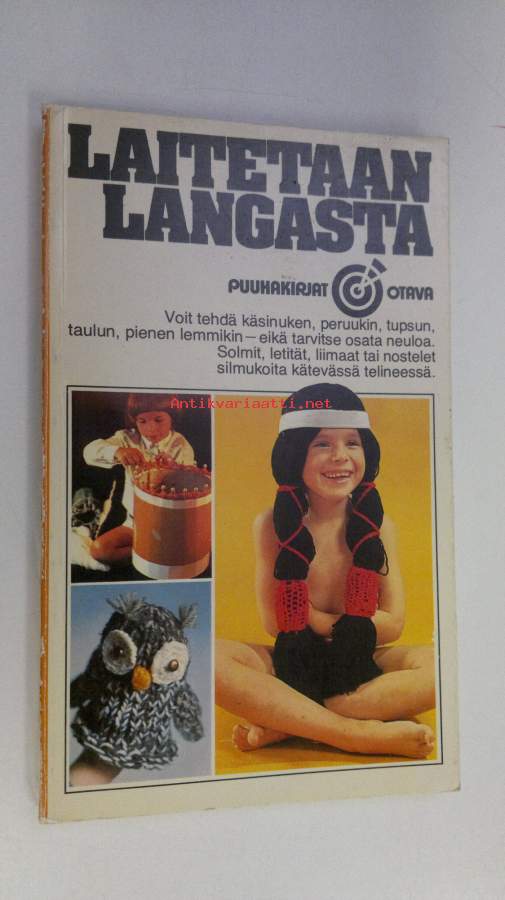 LAITETAAN
LANGASTA
PUUHAKIRJAT OTAVA
Voit tehdä käsinuken, peruukin, tupsun,
taulun, pienen lemmikin – eikä tarvitse osata neuloa.
Solmit, letität, liimaat tai nostelet
silmukoita kätevässä telineessä.
Antikvariaatti.net